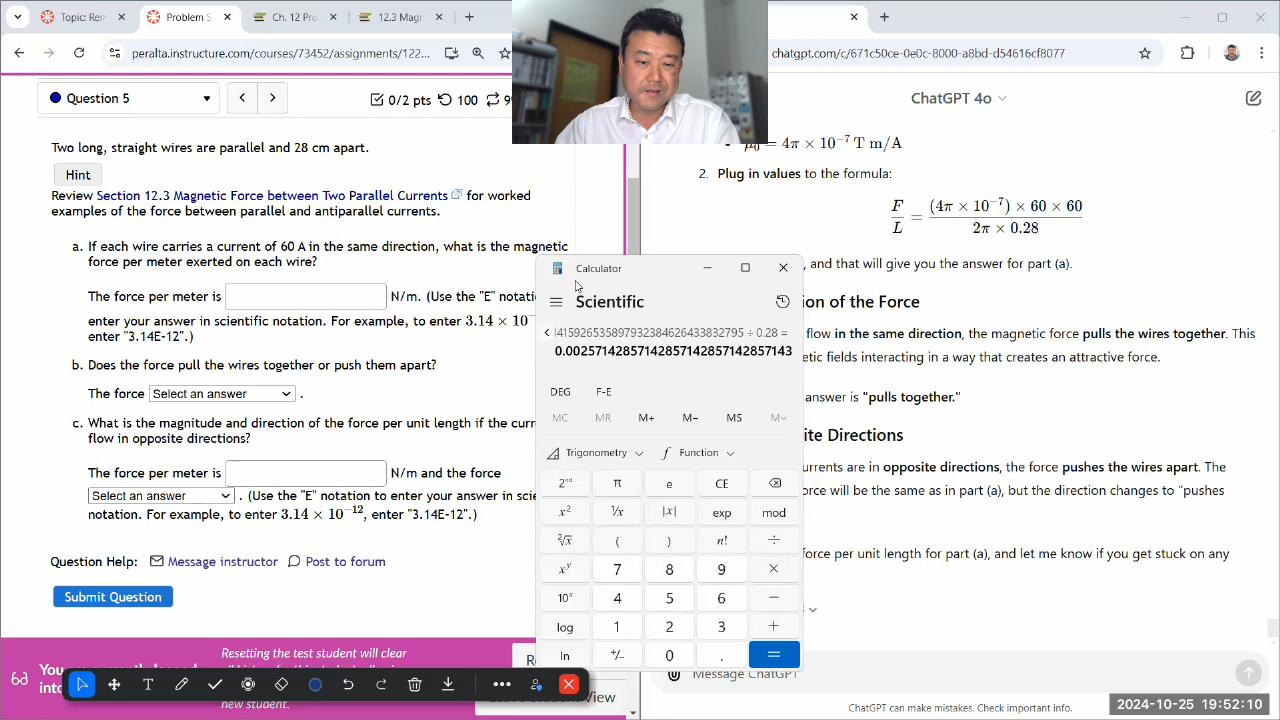 Topic: Rem
Problem S
Ch. 12 Pro
12.3 Magn
peralta.instructure.com/courses/73452/assignments/122...
chatgpt.com/c/671c50ce-0e0c-8000-a8bd-d54616cf8077
Question 5
0/2 pts
100
ChatGPT 4o
Two long, straight wires are parallel and 28 cm apart.
Hint
Review Section 12.3 Magnetic Force between Two Parallel Currents for worked
examples of the force between parallel and antiparallel currents.
a. If each wire carries a current of 60 A in the same direction, what is the magnetic
force per meter exerted on each wire?
The force per meter is N/m. (Use the "E" notati
enter your answer in scientific notation. For example, to enter 3.14 × 10⁻
enter "3.14E-12".)
b. Does the force pull the wires together or push them apart?
The force Select an answer .
c. What is the magnitude and direction of the force per unit length if the curr
flow in opposite directions?
The force per meter is N/m and the force
Select an answer . (Use the "E" notation to enter your answer in scie
notation. For example, to enter 3.14 × 10⁻¹², enter "3.14E-12".)
Question Help: Message instructor Post to forum
Submit Question
You
into
Resetting the test student will clear
new student.
View
Calculator
Scientific
415926535897932384626433832795 ÷ 0.28 =
0.00257142857142857142857142857143
DEG F-E
MC MR M+ M− MS M˅
Trigonometry Function
2ⁿᵈ π e CE
x² ¹/x |x| exp mod
²√x ( ) n! ÷
xʸ 7 8 9 ×
10ˣ 4 5 6 −
log 1 2 3 +
ln +/− 0 . =
μ₀ = 4π × 10⁻⁷ T m/A
2. Plug in values to the formula:
F/L = (4π × 10⁻⁷) × 60 × 60 / 2π × 0.28
, and that will give you the answer for part (a).
on of the Force
flow in the same direction, the magnetic force pulls the wires together. This
etic fields interacting in a way that creates an attractive force.
answer is "pulls together."
ite Directions
urrents are in opposite directions, the force pushes the wires apart. The
orce will be the same as in part (a), but the direction changes to "pushes
force per unit length for part (a), and let me know if you get stuck on any
Message ChatGPT
ChatGPT can make mistakes. Check important info.
2024-10-25 19:52:10